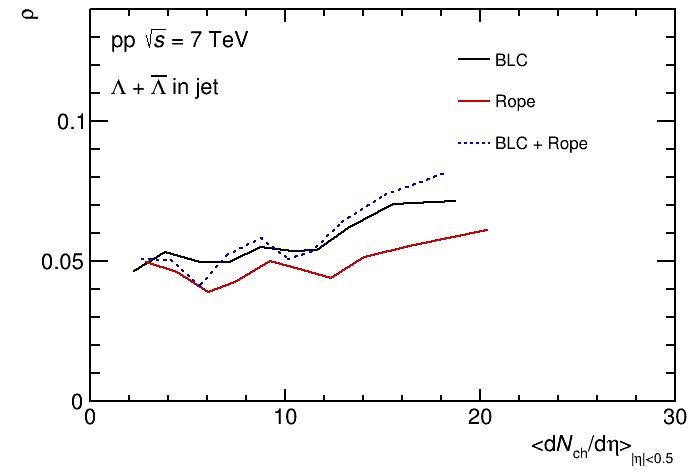 ρ
pp √s = 7 TeV
Λ + Λ̅ in jet
BLC
Rope
BLC + Rope
0.1
0.05
0
0
10
20
30
<dN_ch/dη>_|η|<0.5